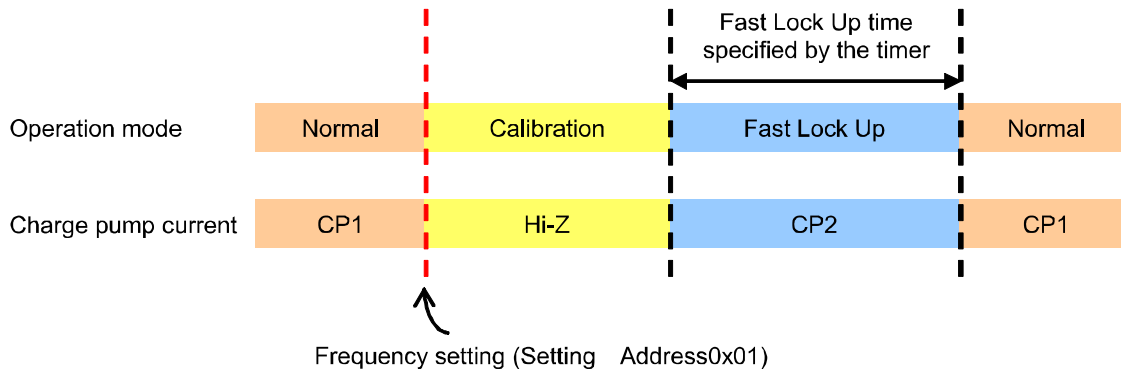 Fast Lock Up time
specified by the timer
Operation mode
Normal
Calibration
Fast Lock Up
Normal
Charge pump current
CP1
Hi-Z
CP2
CP1
Frequency setting (Setting Address0x01)